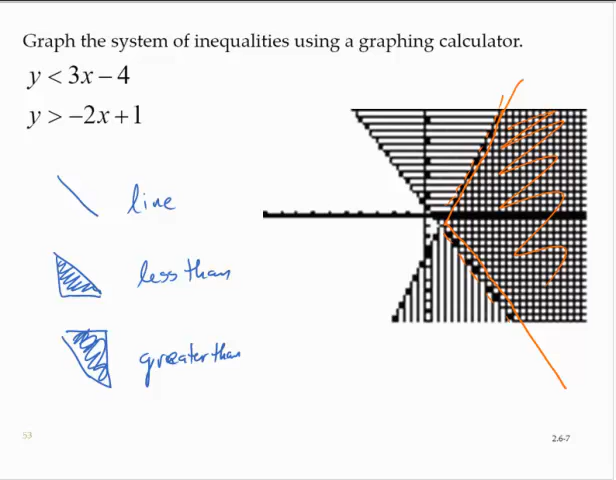 Graph the system of inequalities using a graphing calculator.
y < 3x − 4
y > −2x + 1
line
less than
greater than
53
2.6-7